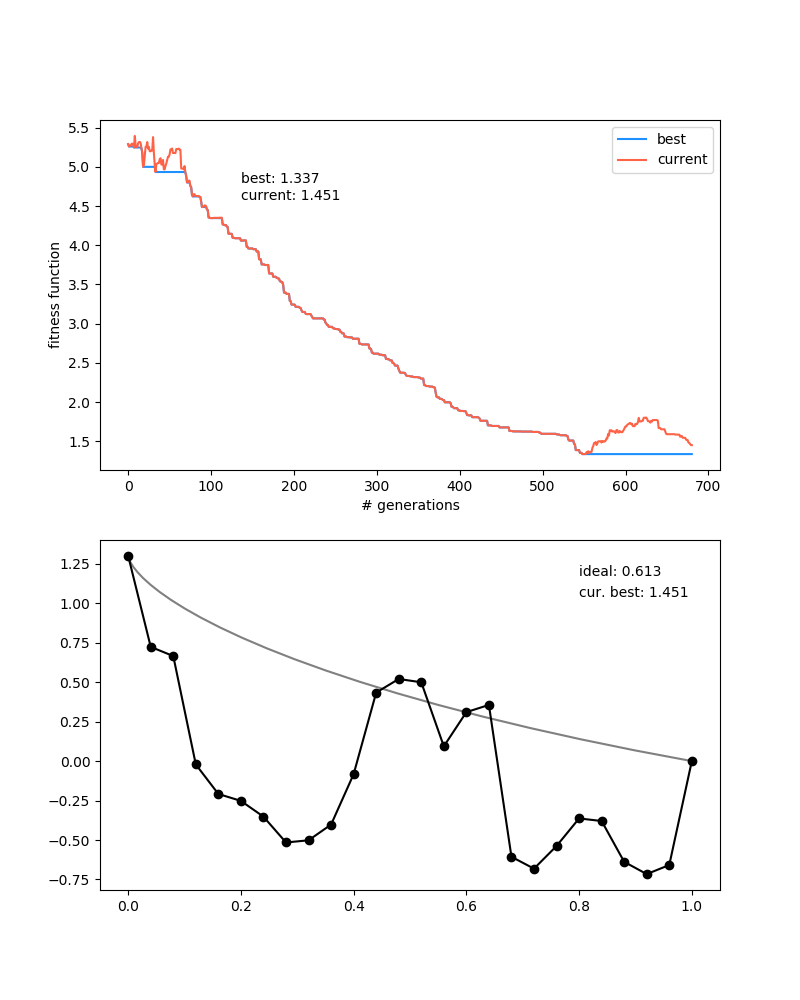 5.5
5.0
4.5
4.0
3.5
3.0
2.5
2.0
1.5
fitness function
best
current
best: 1.337
current: 1.451
0 100 200 300 400 500 600 700
# generations
1.25
1.00
0.75
0.50
0.25
0.00
−0.25
−0.50
−0.75
ideal: 0.613
cur. best: 1.451
0.0 0.2 0.4 0.6 0.8 1.0